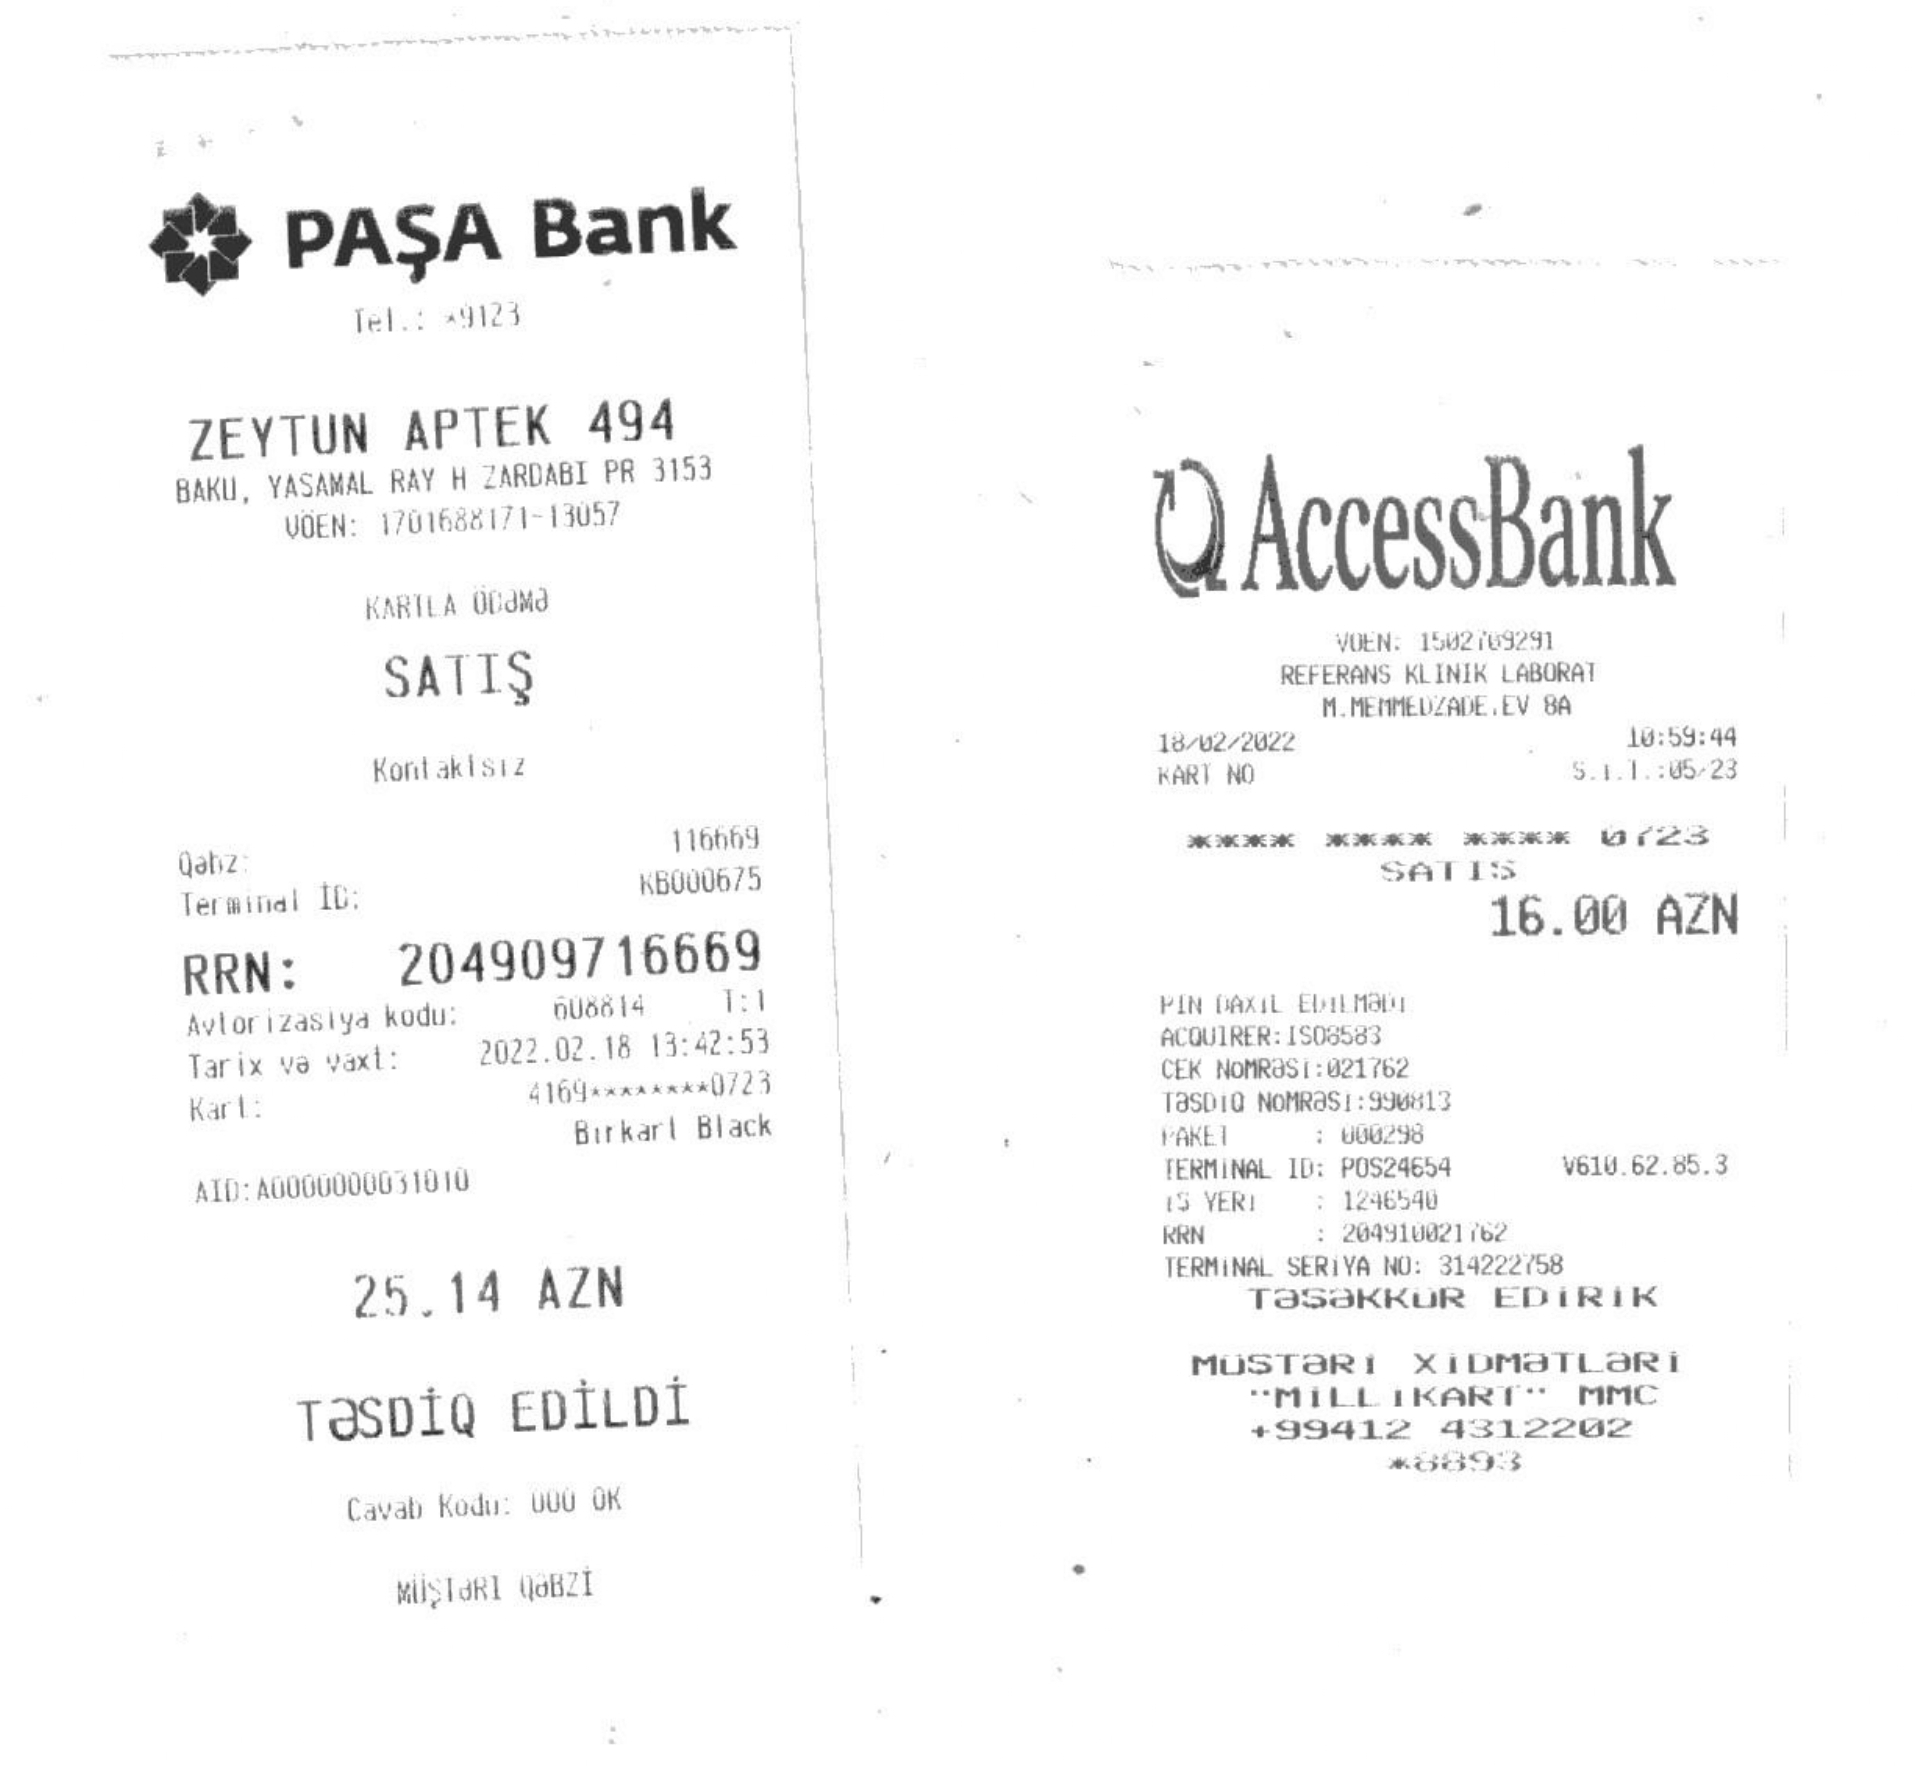 PAŞA Bank
Tel.: *9123
ZEYTUN APTEK 494
BAKU, YASAMAL RAY H ZARDABI PR 3153
VÖEN: 1701688171-13057
KARTLA ÖDƏMƏ
SATIŞ
Kontaktsız
Qəbz: 116669
Terminal İD: KB000675
RRN: 204909716669
Avtorizasiya kodu: 608814 T:1
Tarix və vaxt: 2022.02.18 13:42:53
Kart: 4169********0723
Birkart Black
AID:A0000000031010
25.14 AZN
TƏSDİQ EDİLDİ
Cavab Kodu: 000 OK
MÜŞTƏRI QƏBZİ
AccessBank
VOEN: 1502709291
REFERANS KLINIK LABORAT
M.MEMMEDZADE.EV 8A
18/02/2022 10:59:44
KART NO S.i.T.:05/23
**** **** **** 0723
SATIS
16.00 AZN
PIN DAXiL EDiLMƏDi
ACQUIRER:ISO8583
CEK NoMRƏSi:021762
TƏSDiQ NoMRƏSi:990813
PAKET : 000298
TERMiNAL ID: POS24654 V610.62.85.3
iS YERi : 1246540
RRN : 204910021762
TERMiNAL SERiYA NO: 314222758
TƏSƏKKuR EDiRiK
MuSTƏRi XiDMƏTLƏRi
"MiLLiKART" MMC
+99412 4312202
*8893